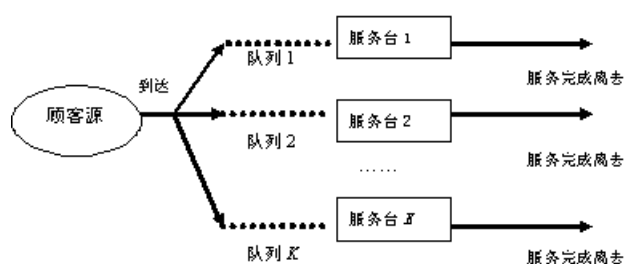 服务台 1
队列 1
服务完成离去
到达
顾客源
服务台 2
队列 2
服务完成离去
……
服务台 K
队列 K
服务完成离去